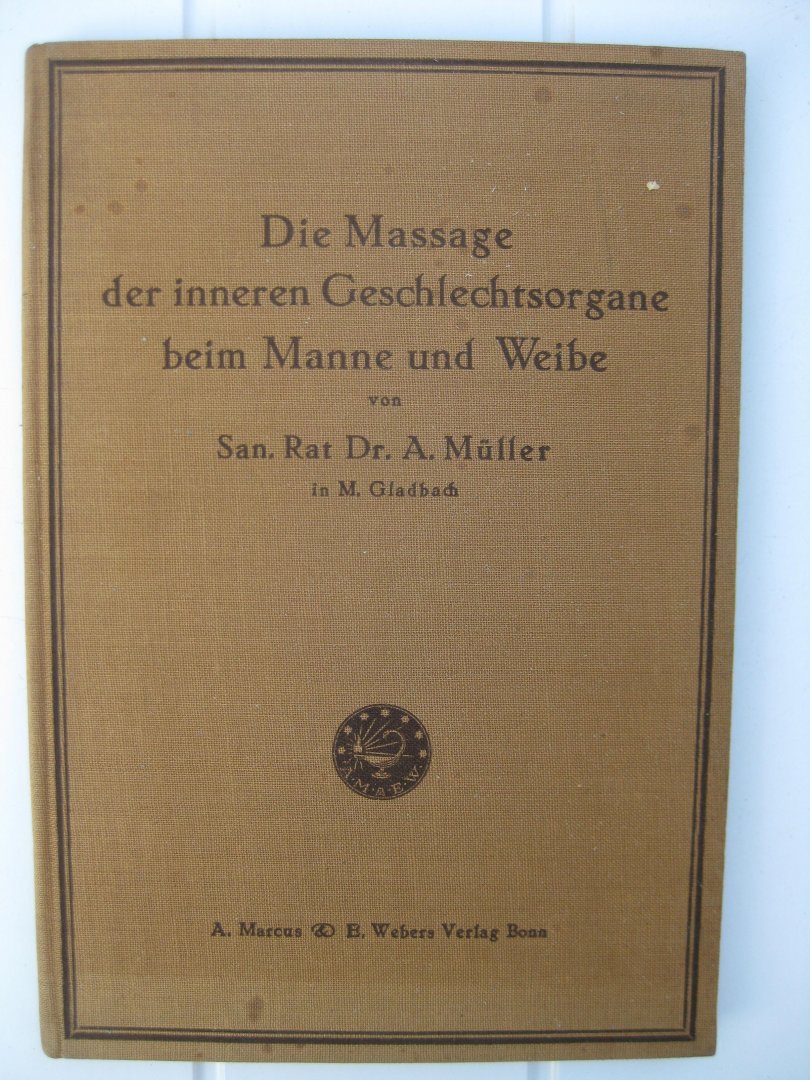 Die Massage
der inneren Geschlechtsorgane
beim Manne und Weibe
von
San. Rat Dr. A. Müller
in M. Gladbach
A. M. A. E. W.
A. Marcus & E. Webers Verlag Bonn